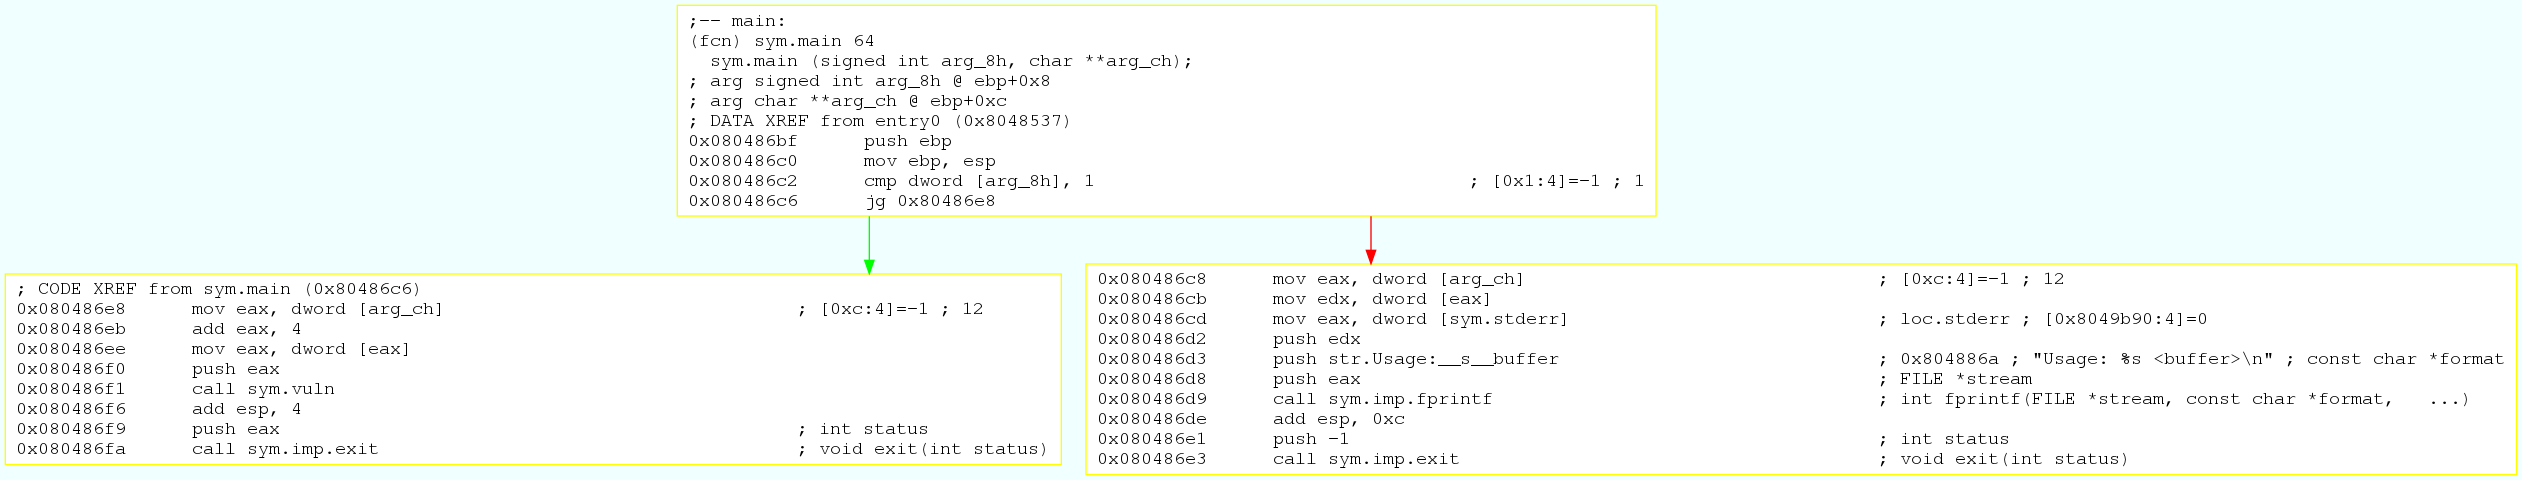 ;-- main:
(fcn) sym.main 64
  sym.main (signed int arg_8h, char **arg_ch);
; arg signed int arg_8h @ ebp+0x8
; arg char **arg_ch @ ebp+0xc
; DATA XREF from entry0 (0x8048537)
0x080486bf      push ebp
0x080486c0      mov ebp, esp
0x080486c2      cmp dword [arg_8h], 1                                  ; [0x1:4]=-1 ; 1
0x080486c6      jg 0x80486e8
; CODE XREF from sym.main (0x80486c6)
0x080486e8      mov eax, dword [arg_ch]                                ; [0xc:4]=-1 ; 12
0x080486eb      add eax, 4
0x080486ee      mov eax, dword [eax]
0x080486f0      push eax
0x080486f1      call sym.vuln
0x080486f6      add esp, 4
0x080486f9      push eax                                               ; int status
0x080486fa      call sym.imp.exit                                      ; void exit(int status)
0x080486c8      mov eax, dword [arg_ch]                                ; [0xc:4]=-1 ; 12
0x080486cb      mov edx, dword [eax]
0x080486cd      mov eax, dword [sym.stderr]                            ; loc.stderr ; [0x8049b90:4]=0
0x080486d2      push edx
0x080486d3      push str.Usage:__s__buffer                             ; 0x804886a ; "Usage: %s <buffer>\n" ; const char *format
0x080486d8      push eax                                               ; FILE *stream
0x080486d9      call sym.imp.fprintf                                   ; int fprintf(FILE *stream, const char *format,   ...)
0x080486de      add esp, 0xc
0x080486e1      push -1                                                ; int status
0x080486e3      call sym.imp.exit                                      ; void exit(int status)